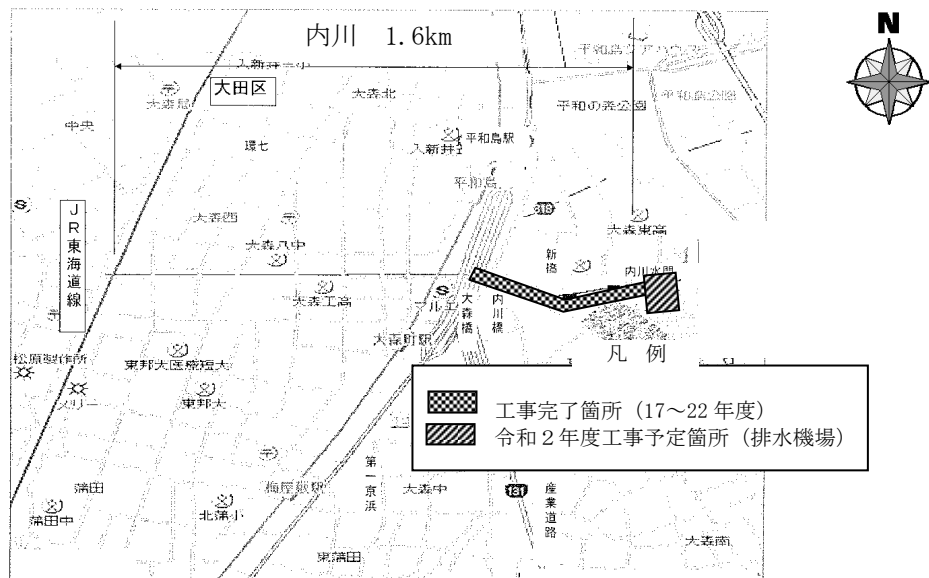 内川 1.6km
N
大田区
大森北
平和の森公園
平和島公園
中央
環七
平和島駅
平和島
大森西
大森東高
JR東海道線
大森八中
新橋
内川水門
大森工高
大森橋
内川橋
大森町駅
凡 例
松原製作所
東邦大医療短大
東邦大
工事完了箇所（17～22年度）
令和２年度工事予定箇所（排水機場）
第一京浜
梅屋敷駅
大森中
131
産業道路
蒲田
蒲田中
北蒲小
東蒲田
大森南